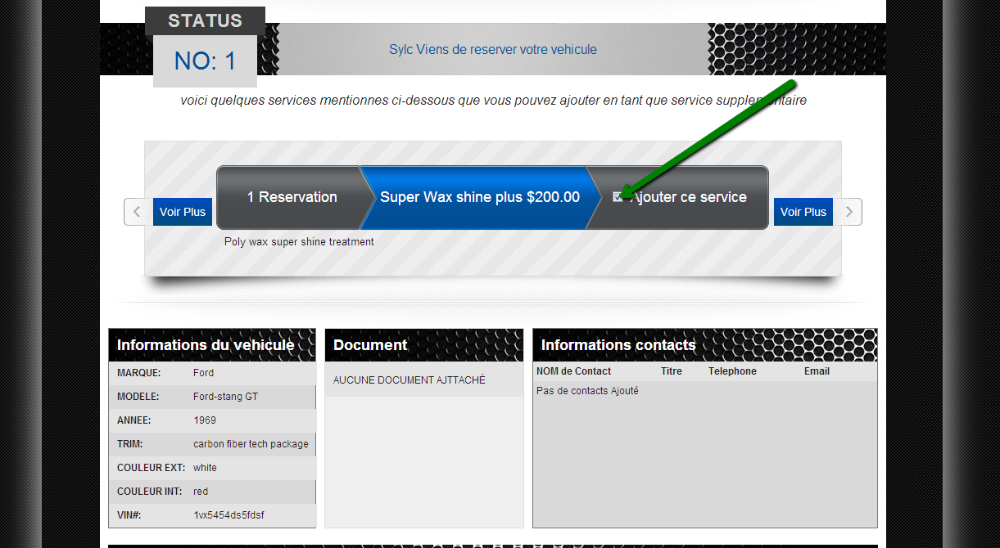 STATUS
NO: 1
Sylc Viens de reserver votre vehicule
voici quelques services mentionnes ci-dessous que vous pouvez ajouter en tant que service supplementaire
Voir Plus
1 Reservation
Super Wax shine plus $200.00
Ajouter ce service
Voir Plus
Poly wax super shine treatment
Informations du vehicule
MARQUE: Ford
MODELE: Ford-stang GT
ANNEE: 1969
TRIM: carbon fiber tech package
COULEUR EXT: white
COULEUR INT: red
VIN#: 1vx5454ds5fdsf
Document
AUCUNE DOCUMENT AJTTACHÉ
Informations contacts
NOM de Contact Titre Telephone Email
Pas de contacts Ajouté